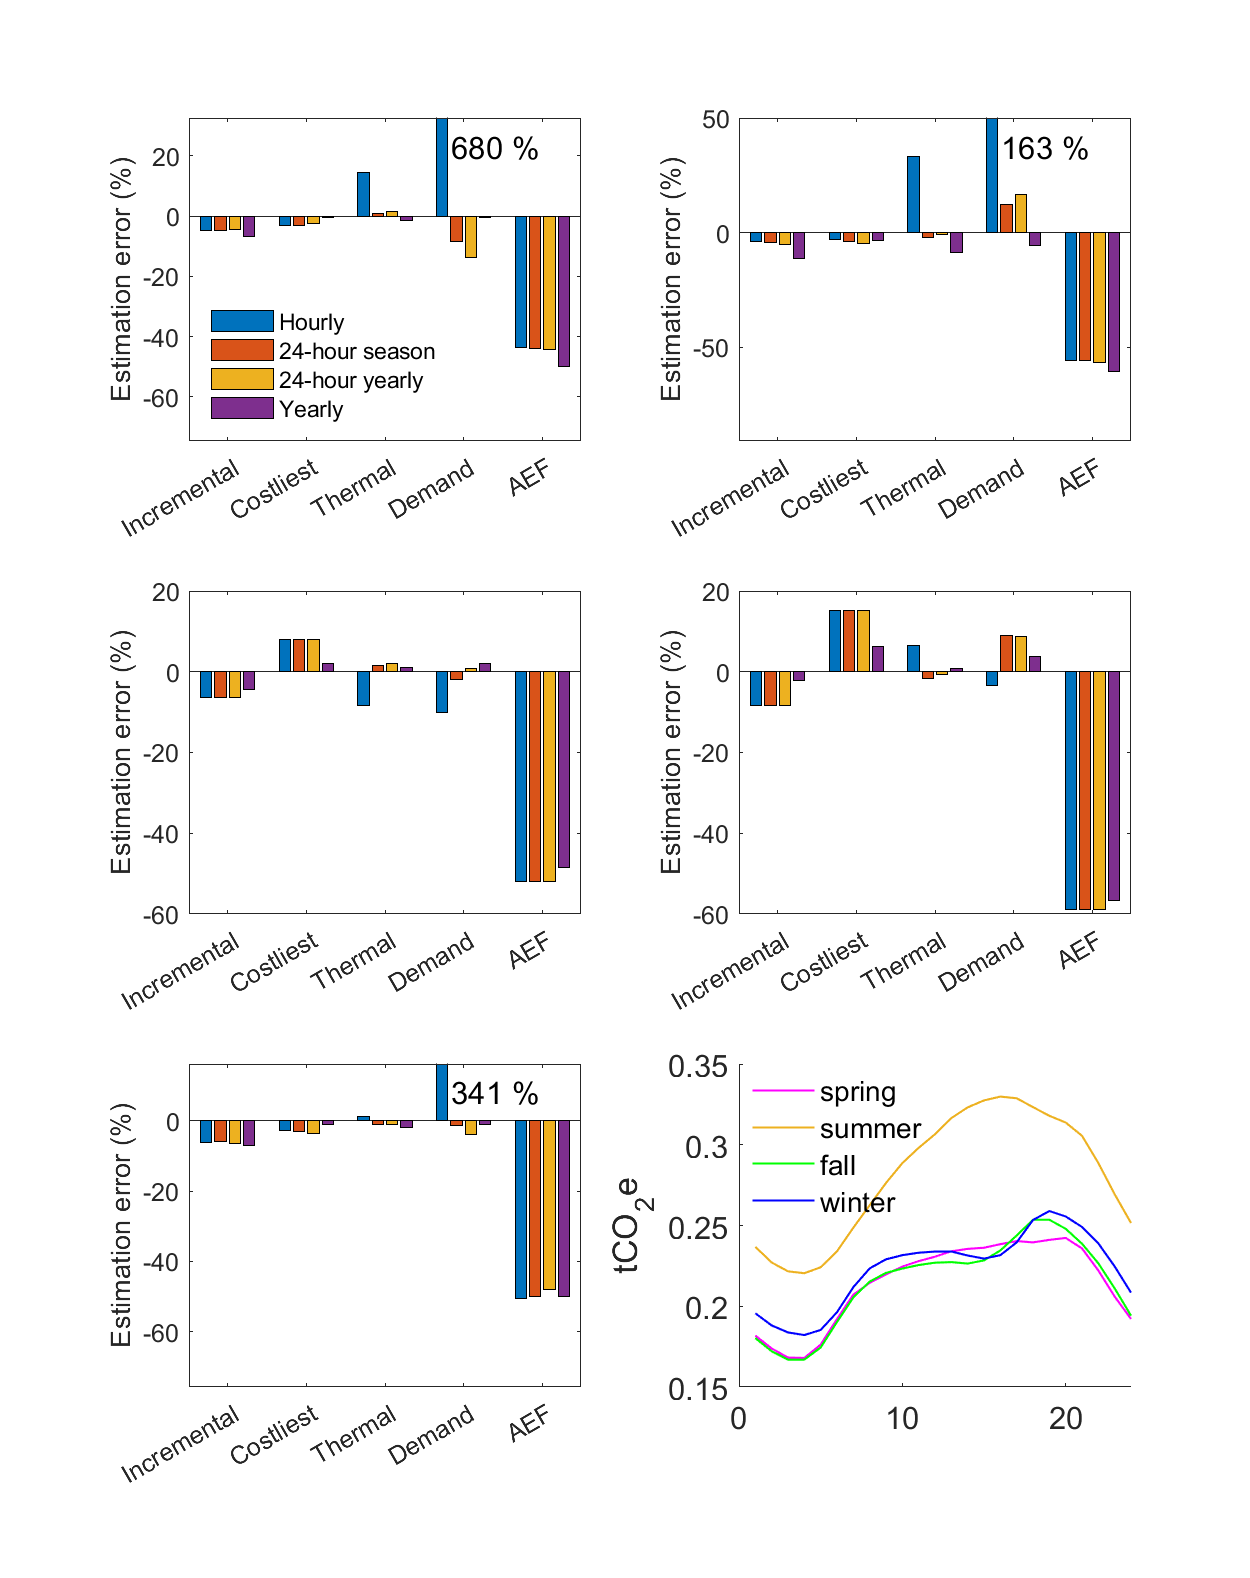 680 %
Estimation error (%)
20
0
-20
-40
-60
Hourly
24-hour season
24-hour yearly
Yearly
Incremental
Costliest
Thermal
Demand
AEF
163 %
Estimation error (%)
50
0
-50
Incremental
Costliest
Thermal
Demand
AEF
Estimation error (%)
20
0
-20
-40
-60
Incremental
Costliest
Thermal
Demand
AEF
Estimation error (%)
20
0
-20
-40
-60
Incremental
Costliest
Thermal
Demand
AEF
341 %
Estimation error (%)
0
-20
-40
-60
Incremental
Costliest
Thermal
Demand
AEF
tCO2e
0.35
0.3
0.25
0.2
0.15
spring
summer
fall
winter
0 10 20